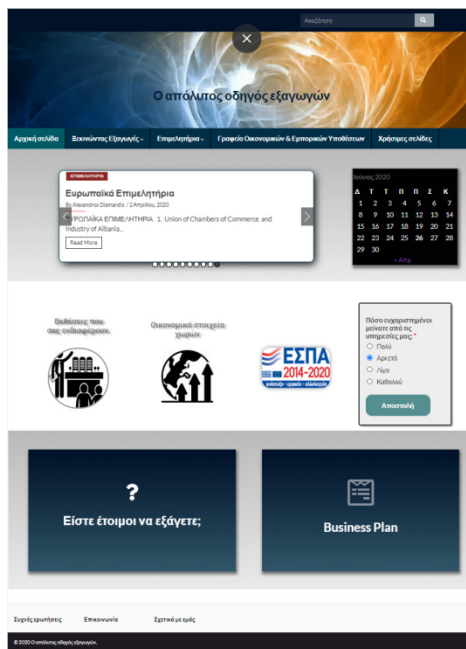 Αναζήτηση
Ο απόλυτος οδηγός εξαγωγών
Αρχική σελίδα Ξεκινώντας Εξαγωγές Επιμελητήρια Γραφεία Οικονομικών & Εμπορικών Υποθέσεων Χρήσιμες σελίδες
ΕΠΙΜΕΛΗΤΗΡΙΑ
Ευρωπαϊκά Επιμελητήρια
By Alexandros Diamandis / 2 Απριλίου, 2020
ΕΥΡΩΠΑΪΚΑ ΕΠΙΜΕΛΗΤΗΡΙΑ 1. Union of Chambers of Commerce and
Industry of Albania...
Read More
Ιούνιος 2020
Δ Τ Τ Π Π Σ Κ
1 2 3 4 5 6 7
8 9 10 11 12 13 14
15 16 17 18 19 20 21
22 23 24 25 26 27 28
29 30
« Απρ
Εκθέσεις που
σας ενδιαφέρουν
Οικονομικά στοιχεία
χωρών
ΕΣΠΑ
2014-2020
ανάπτυξη - εργασία - αλληλεγγύη
Πόσο ευχαριστημένοι
μείνατε από τις
υπηρεσίες μας; *
Πολύ
Αρκετά
Λίγο
Καθόλου
Αποστολή
?
Είστε έτοιμοι να εξάγετε;
Business Plan
Συχνές ερωτήσεις Επικοινωνία Σχετικά με εμάς
© 2020 Ο απόλυτος οδηγός εξαγωγών.